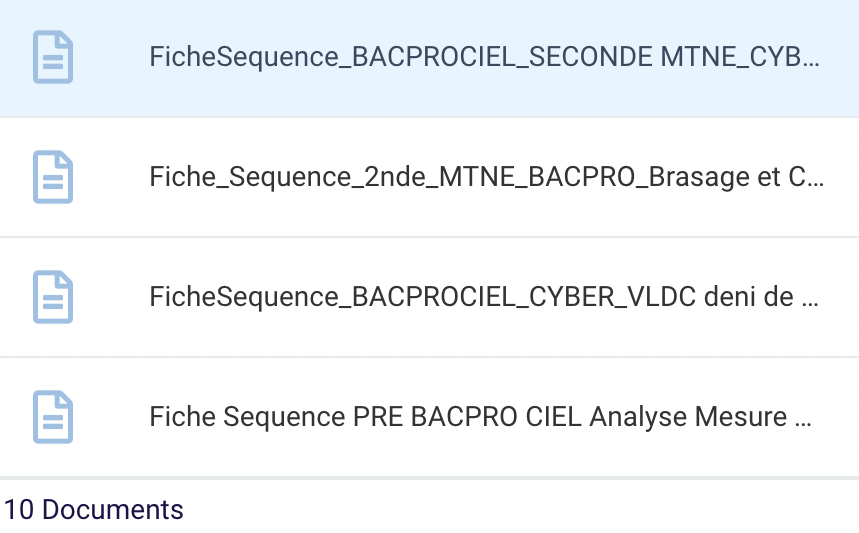 FicheSequence_BACPROCIEL_SECONDE MTNE_CYB...
Fiche_Sequence_2nde_MTNE_BACPRO_Brasage et C...
FicheSequence_BACPROCIEL_CYBER_VLDC deni de ...
Fiche Sequence PRE BACPRO CIEL Analyse Mesure ...
10 Documents